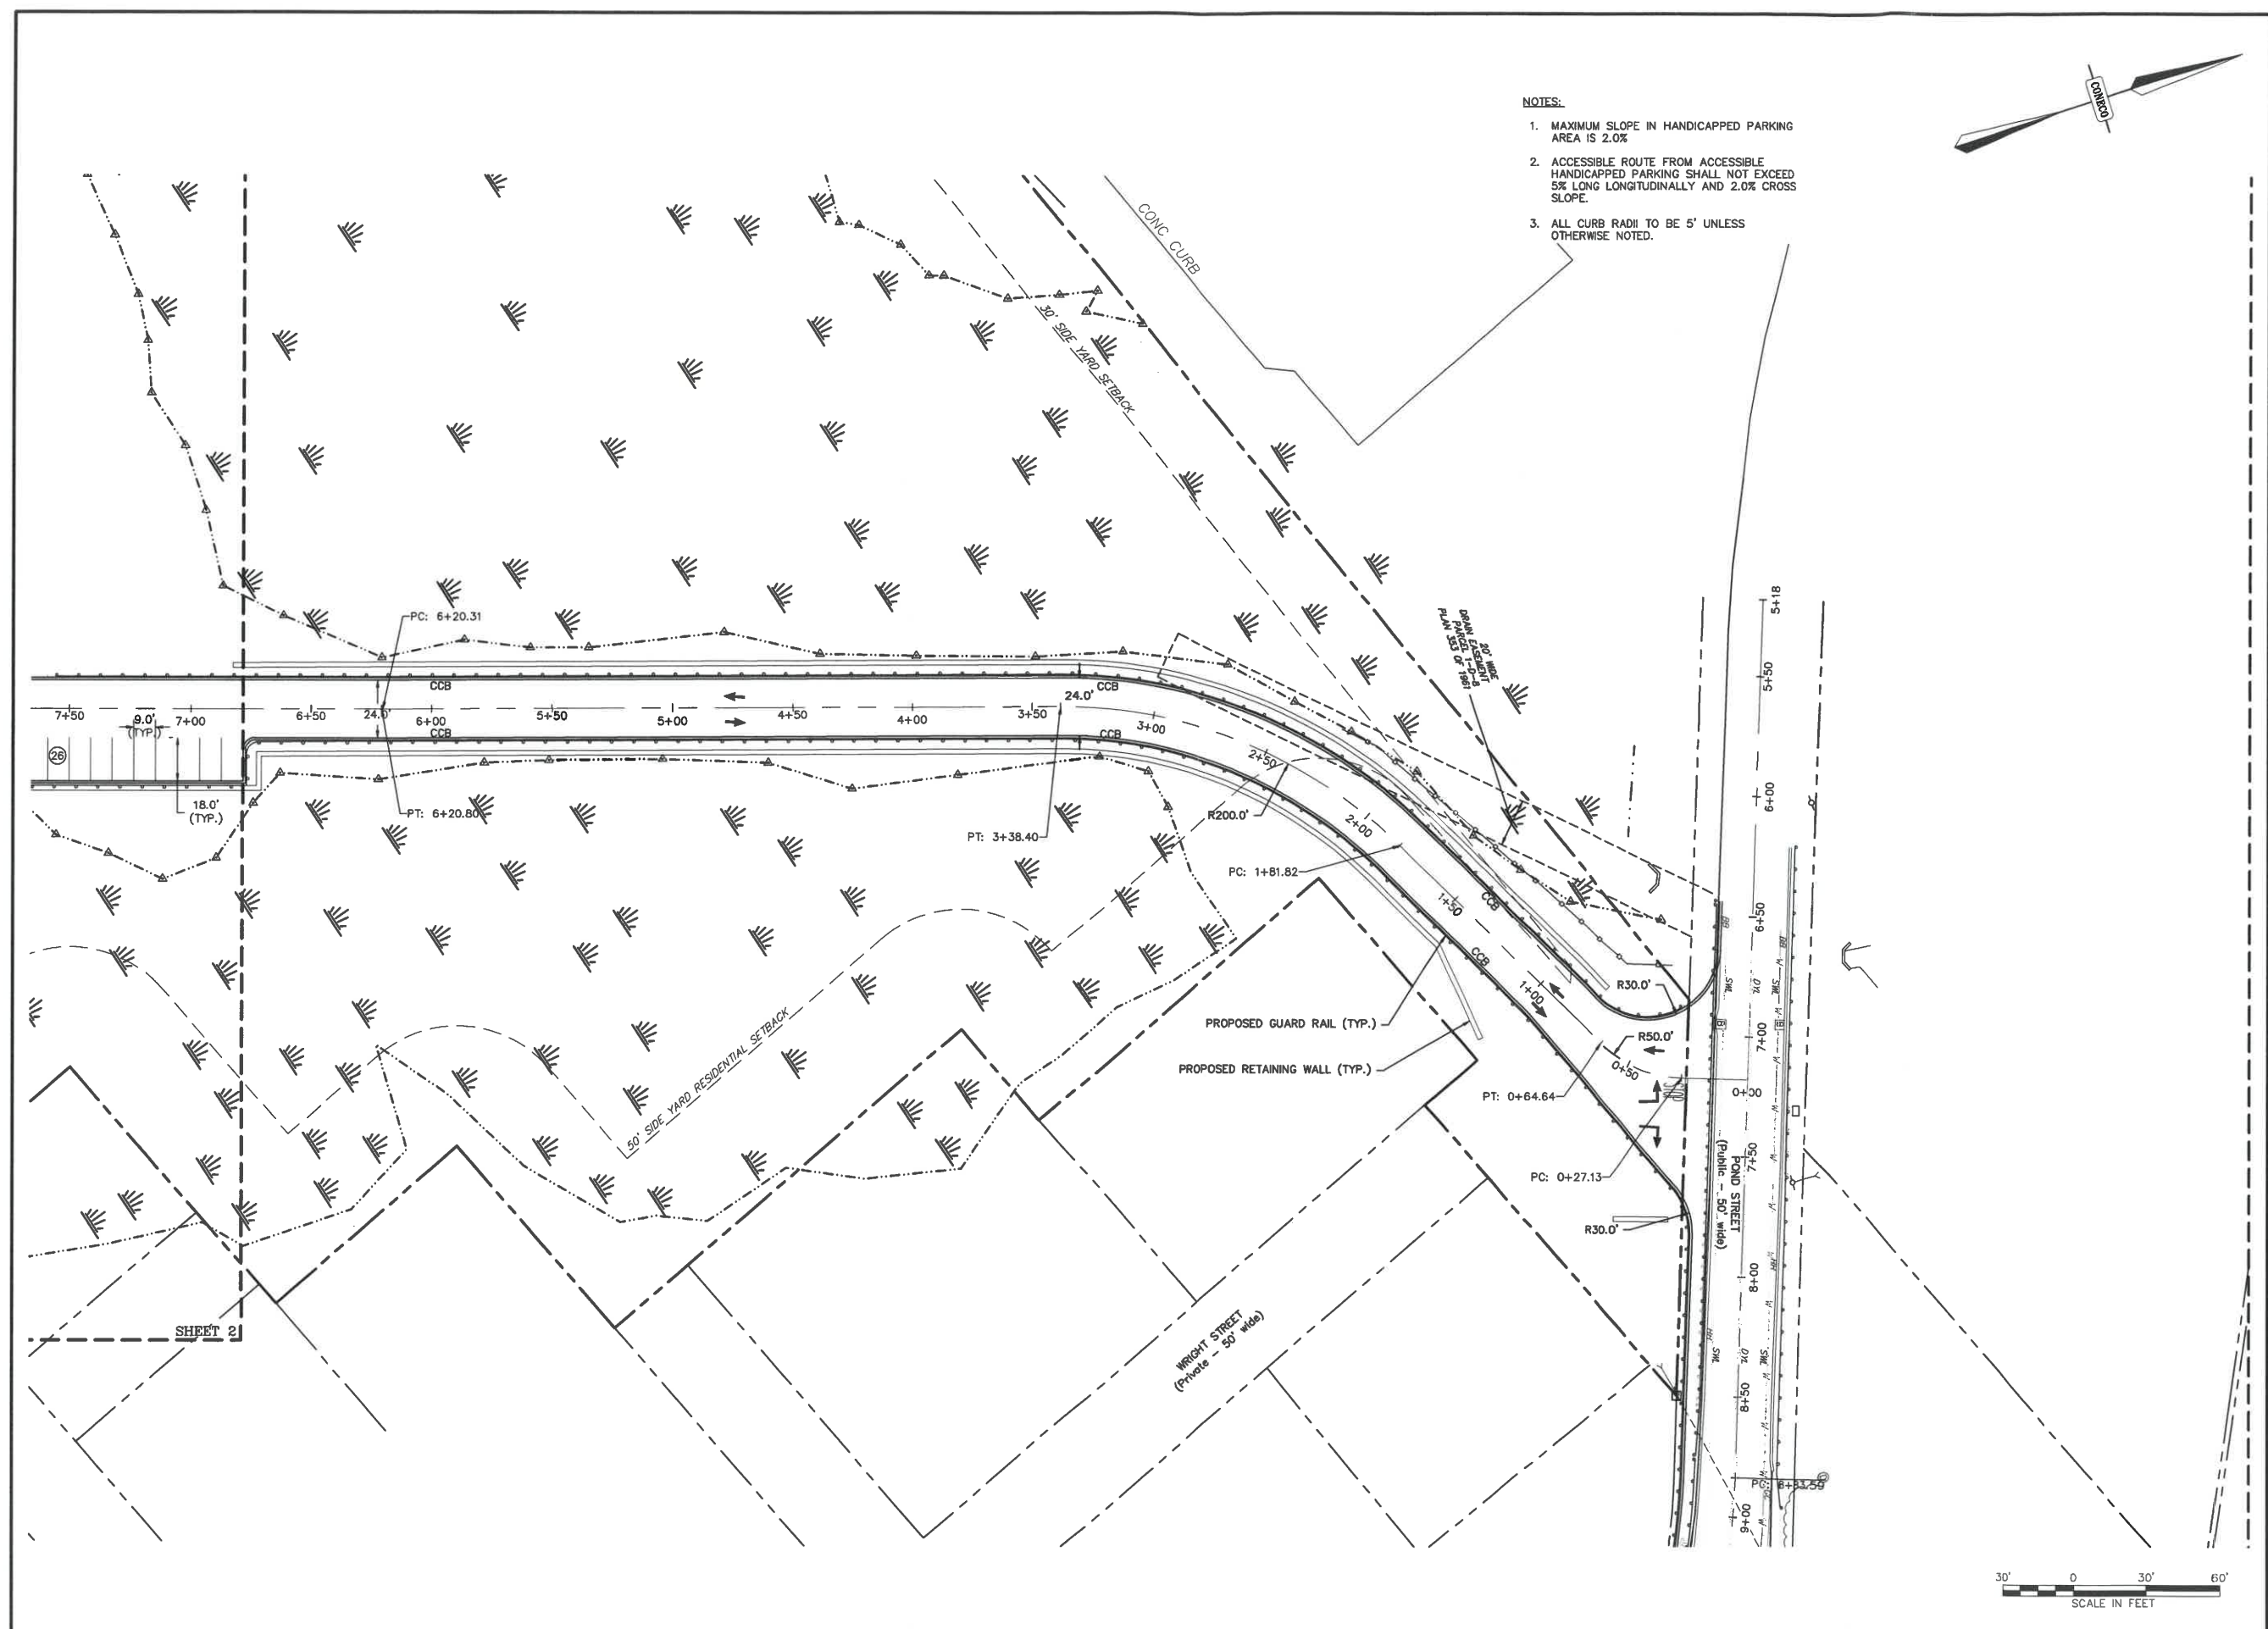 NOTES:
1. MAXIMUM SLOPE IN HANDICAPPED PARKING
AREA IS 2.0%
2. ACCESSIBLE ROUTE FROM ACCESSIBLE
HANDICAPPED PARKING SHALL NOT EXCEED
5% LONG LONGITUDINALLY AND 2.0% CROSS
SLOPE.
3. ALL CURB RADII TO BE 5' UNLESS
OTHERWISE NOTED.
CONECO
CONC CURB
30' SIDE YARD SETBACK
20' WIDE
DRAIN EASEMENT
PARCEL 1-D-8
PLAN 353 OF 1961
PC: 6+20.31
CCB
CCB
24.0'
24.0'
7+50
7+00
6+50
6+00
5+50
5+00
4+50
4+00
3+50
3+00
2+50
2+00
1+50
1+00
0+50
0+00
9.0'
(TYP.)
26
18.0'
(TYP.)
CCB
CCB
PT: 6+20.80
PT: 3+38.40
R200.0'
PC: 1+81.82
CCB
CCB
R30.0'
PROPOSED GUARD RAIL (TYP.)
PROPOSED RETAINING WALL (TYP.)
R50.0'
PT: 0+64.64
PC: 0+27.13
R30.0'
50' SIDE YARD RESIDENTIAL SETBACK
SHEET 2
WRIGHT STREET
(Private - 50' wide)
POND STREET
(Public - 50' wide)
5+18
5+50
6+00
6+50
7+00
7+50
8+00
8+50
9+00
SWL
SWL
SWL
SWL
30' 0 30' 60'
SCALE IN FEET